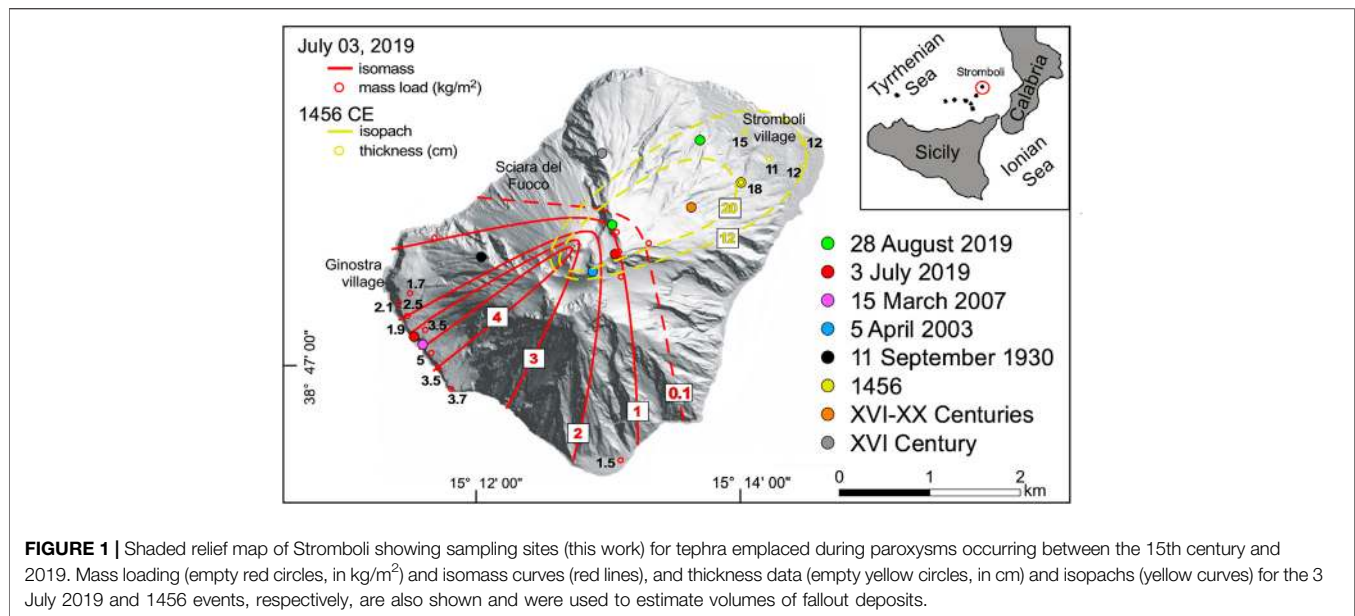 July 03, 2019
isomass
mass load (kg/m²)
1456 CE
isopach
thickness (cm)
Sciara del
Fuoco
Stromboli
village
15
12
11
12
18
20
12
Ginostra
village
1.7
2.5
2.1
1.9
3.5
5
3.5
3.7
4
3
2
1
0.1
1.5
38° 47' 00"
15° 12' 00"
15° 14' 00"
Tyrrhenian
Sea
Stromboli
Calabria
Sicily
Ionian
Sea
28 August 2019
3 July 2019
15 March 2007
5 April 2003
11 September 1930
1456
XVI-XX Centuries
XVI Century
0 1 2
km
FIGURE 1 | Shaded relief map of Stromboli showing sampling sites (this work) for tephra emplaced during paroxysms occurring between the 15th century and
2019. Mass loading (empty red circles, in kg/m²) and isomass curves (red lines), and thickness data (empty yellow circles, in cm) and isopachs (yellow curves) for the 3
July 2019 and 1456 events, respectively, are also shown and were used to estimate volumes of fallout deposits.